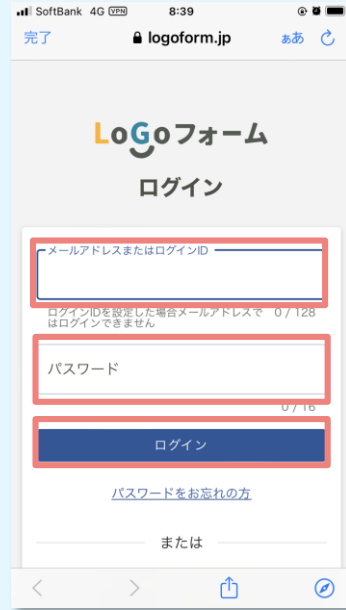 SoftBank 4G VPN 8:39
完了 logoform.jp ぁあ
LoGoフォーム
ログイン
メールアドレスまたはログインID
ログインIDを設定した場合メールアドレスで 0 / 128
はログインできません
パスワード
0 / 16
ログイン
パスワードをお忘れの方
または